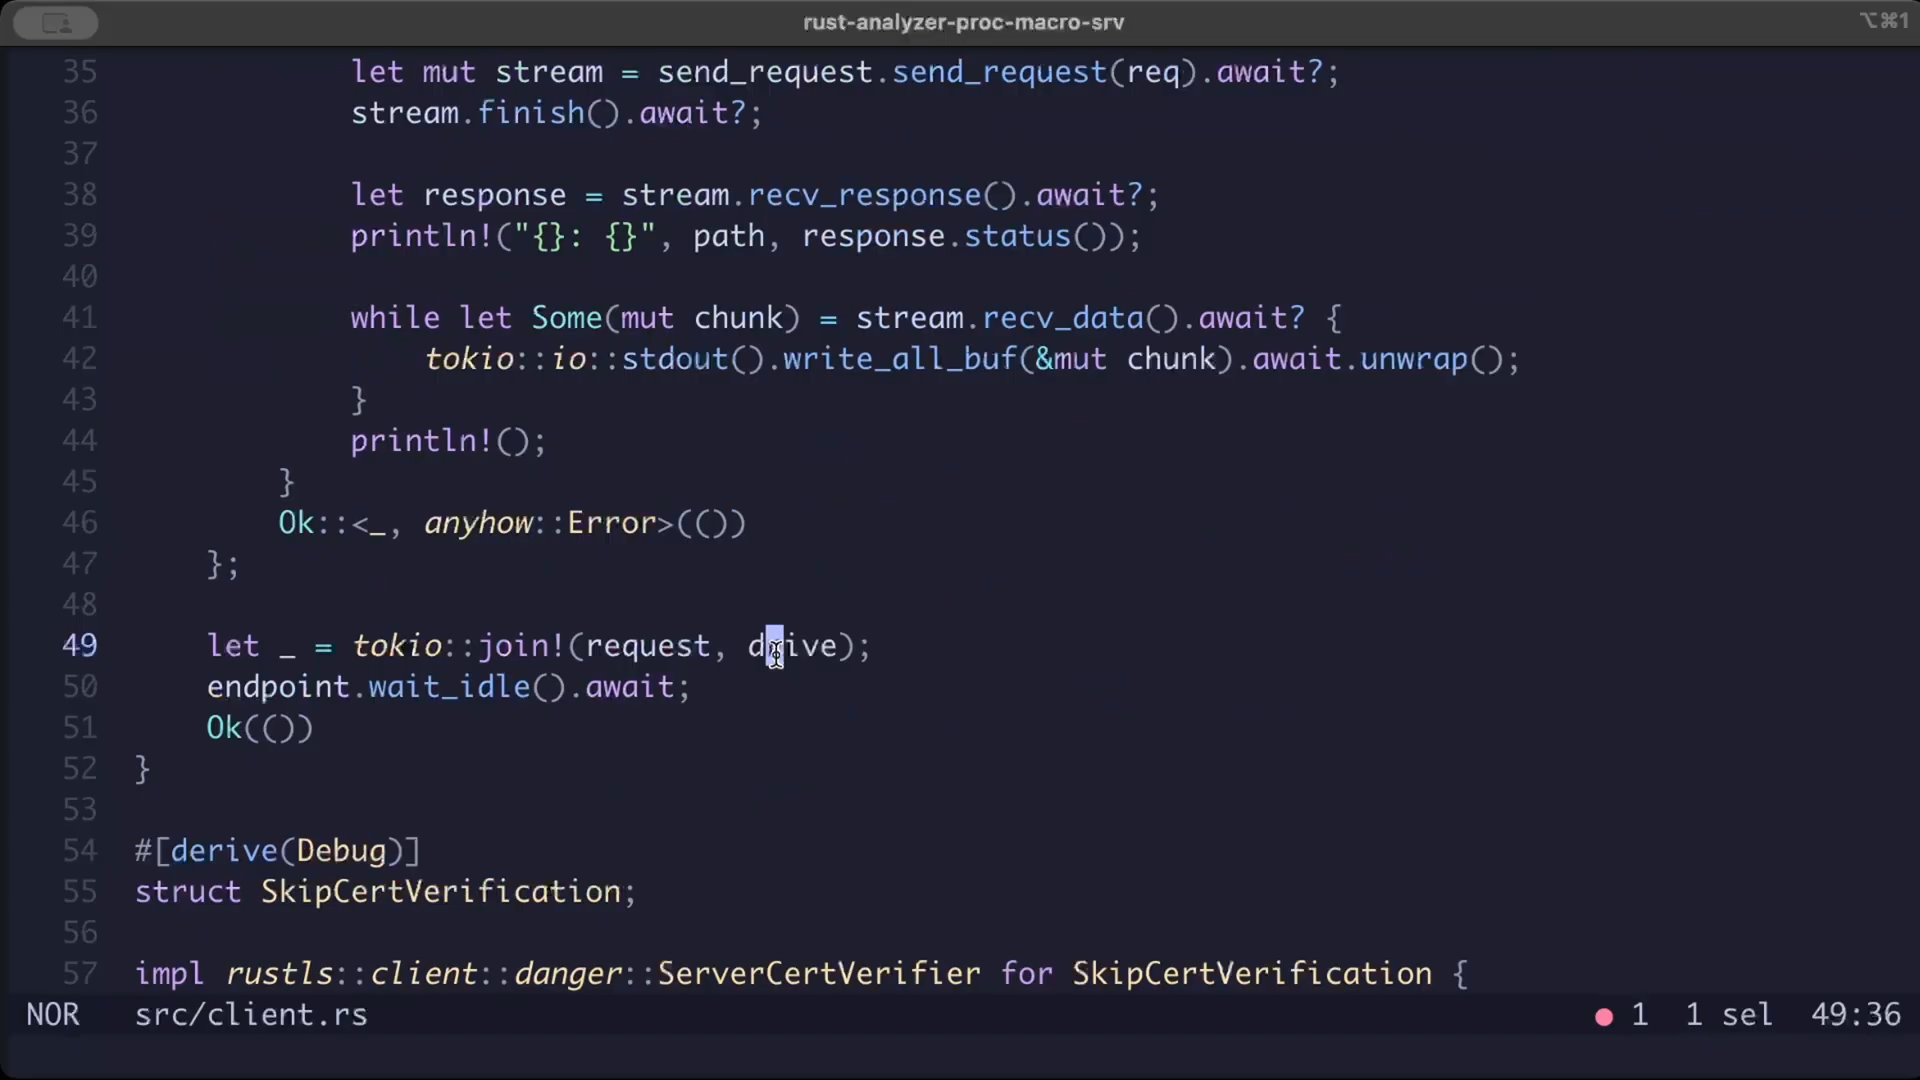 rust-analyzer-proc-macro-srv ⌥⌘1
35 let mut stream = send_request.send_request(req).await?;
36 stream.finish().await?;
37
38 let response = stream.recv_response().await?;
39 println!("{}: {}", path, response.status());
40
41 while let Some(mut chunk) = stream.recv_data().await? {
42 tokio::io::stdout().write_all_buf(&mut chunk).await.unwrap();
43 }
44 println!();
45 }
46 Ok::<_, anyhow::Error>(())
47 };
48
49 let _ = tokio::join!(request, drive);
50 endpoint.wait_idle().await;
51 Ok(())
52 }
53
54 #[derive(Debug)]
55 struct SkipCertVerification;
56
57 impl rustls::client::danger::ServerCertVerifier for SkipCertVerification {
NOR src/client.rs ● 1 1 sel 49:36